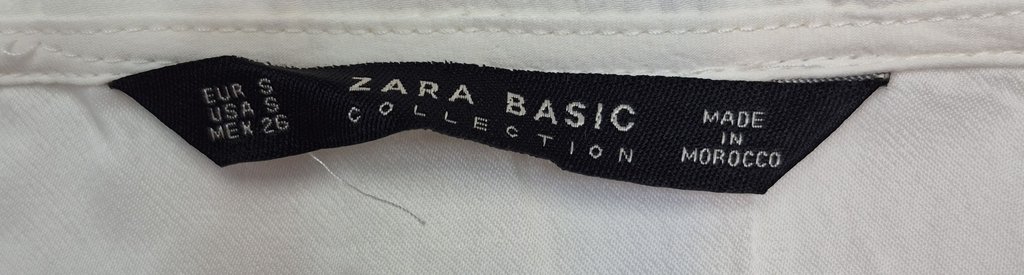 EUR S
USA S
MEX 26
ZARA BASIC
COLLECTION
MADE
IN
MOROCCO